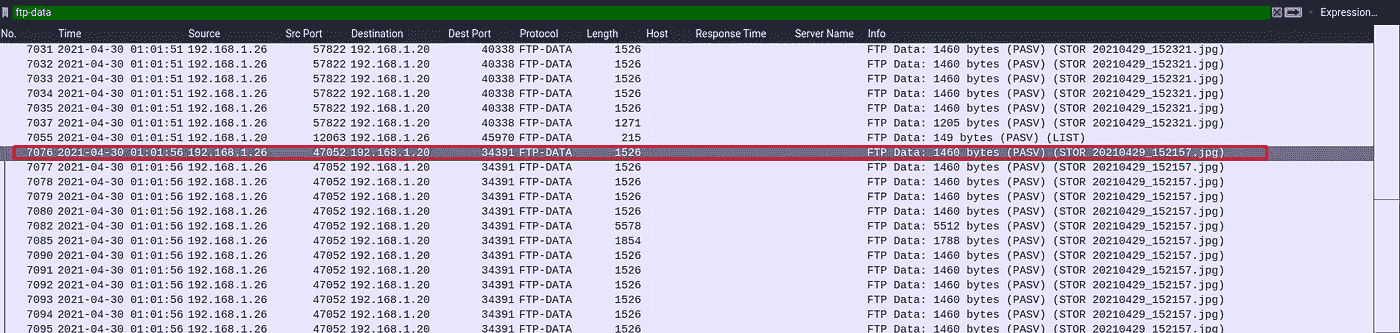 ftp-data Expression...
No. Time Source Src Port Destination Dest Port Protocol Length Host Response Time Server Name Info
7031 2021-04-30 01:01:51 192.168.1.26 57822 192.168.1.20 40338 FTP-DATA 1526 FTP Data: 1460 bytes (PASV) (STOR 20210429_152321.jpg)
7032 2021-04-30 01:01:51 192.168.1.26 57822 192.168.1.20 40338 FTP-DATA 1526 FTP Data: 1460 bytes (PASV) (STOR 20210429_152321.jpg)
7033 2021-04-30 01:01:51 192.168.1.26 57822 192.168.1.20 40338 FTP-DATA 1526 FTP Data: 1460 bytes (PASV) (STOR 20210429_152321.jpg)
7034 2021-04-30 01:01:51 192.168.1.26 57822 192.168.1.20 40338 FTP-DATA 1526 FTP Data: 1460 bytes (PASV) (STOR 20210429_152321.jpg)
7035 2021-04-30 01:01:51 192.168.1.26 57822 192.168.1.20 40338 FTP-DATA 1526 FTP Data: 1460 bytes (PASV) (STOR 20210429_152321.jpg)
7037 2021-04-30 01:01:51 192.168.1.26 57822 192.168.1.20 40338 FTP-DATA 1271 FTP Data: 1205 bytes (PASV) (STOR 20210429_152321.jpg)
7055 2021-04-30 01:01:51 192.168.1.26 12063 192.168.1.26 45970 FTP-DATA 215 FTP Data: 149 bytes (PASV) (LIST)
7076 2021-04-30 01:01:56 192.168.1.26 47052 192.168.1.20 34391 FTP-DATA 1526 FTP Data: 1460 bytes (PASV) (STOR 20210429_152157.jpg)
7077 2021-04-30 01:01:56 192.168.1.26 47052 192.168.1.20 34391 FTP-DATA 1526 FTP Data: 1460 bytes (PASV) (STOR 20210429_152157.jpg)
7078 2021-04-30 01:01:56 192.168.1.26 47052 192.168.1.20 34391 FTP-DATA 1526 FTP Data: 1460 bytes (PASV) (STOR 20210429_152157.jpg)
7079 2021-04-30 01:01:56 192.168.1.26 47052 192.168.1.20 34391 FTP-DATA 1526 FTP Data: 1460 bytes (PASV) (STOR 20210429_152157.jpg)
7080 2021-04-30 01:01:56 192.168.1.26 47052 192.168.1.20 34391 FTP-DATA 1526 FTP Data: 1460 bytes (PASV) (STOR 20210429_152157.jpg)
7082 2021-04-30 01:01:56 192.168.1.26 47052 192.168.1.20 34391 FTP-DATA 5578 FTP Data: 5512 bytes (PASV) (STOR 20210429_152157.jpg)
7085 2021-04-30 01:01:56 192.168.1.26 47052 192.168.1.20 34391 FTP-DATA 1854 FTP Data: 1788 bytes (PASV) (STOR 20210429_152157.jpg)
7090 2021-04-30 01:01:56 192.168.1.26 47052 192.168.1.20 34391 FTP-DATA 1526 FTP Data: 1460 bytes (PASV) (STOR 20210429_152157.jpg)
7091 2021-04-30 01:01:56 192.168.1.26 47052 192.168.1.20 34391 FTP-DATA 1526 FTP Data: 1460 bytes (PASV) (STOR 20210429_152157.jpg)
7092 2021-04-30 01:01:56 192.168.1.26 47052 192.168.1.20 34391 FTP-DATA 1526 FTP Data: 1460 bytes (PASV) (STOR 20210429_152157.jpg)
7093 2021-04-30 01:01:56 192.168.1.26 47052 192.168.1.20 34391 FTP-DATA 1526 FTP Data: 1460 bytes (PASV) (STOR 20210429_152157.jpg)
7094 2021-04-30 01:01:56 192.168.1.26 47052 192.168.1.20 34391 FTP-DATA 1526 FTP Data: 1460 bytes (PASV) (STOR 20210429_152157.jpg)
7095 2021-04-30 01:01:56 192.168.1.26 47052 192.168.1.20 34391 FTP-DATA 1526 FTP Data: 1460 bytes (PASV) (STOR 20210429_152157.jpg)